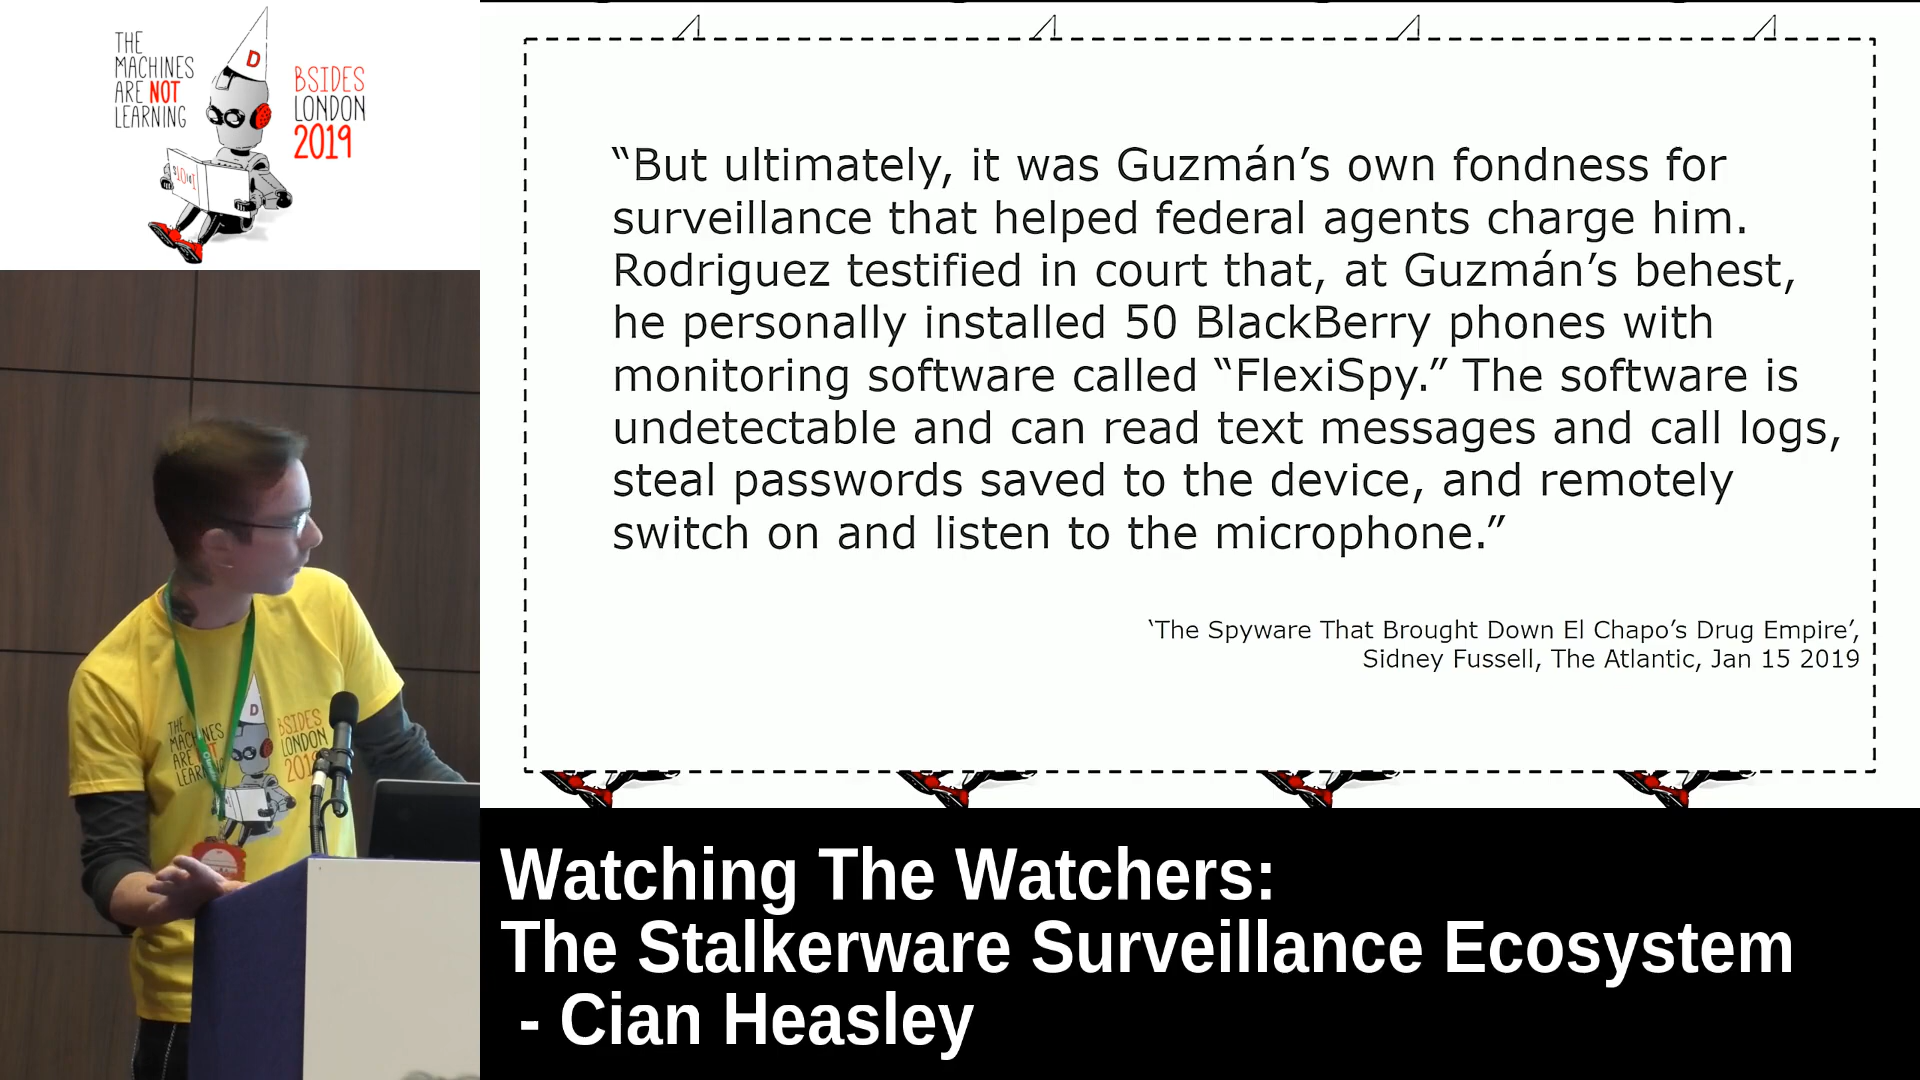 THE
MACHINES
ARE NOT
LEARNING
D
BSIDES
LONDON
2019
“But ultimately, it was Guzmán’s own fondness for
surveillance that helped federal agents charge him.
Rodriguez testified in court that, at Guzmán’s behest,
he personally installed 50 BlackBerry phones with
monitoring software called “FlexiSpy.” The software is
undetectable and can read text messages and call logs,
steal passwords saved to the device, and remotely
switch on and listen to the microphone.”
‘The Spyware That Brought Down El Chapo’s Drug Empire’,
Sidney Fussell, The Atlantic, Jan 15 2019
THE
D
BSIDES
LONDON
Watching The Watchers:
The Stalkerware Surveillance Ecosystem
- Cian Heasley